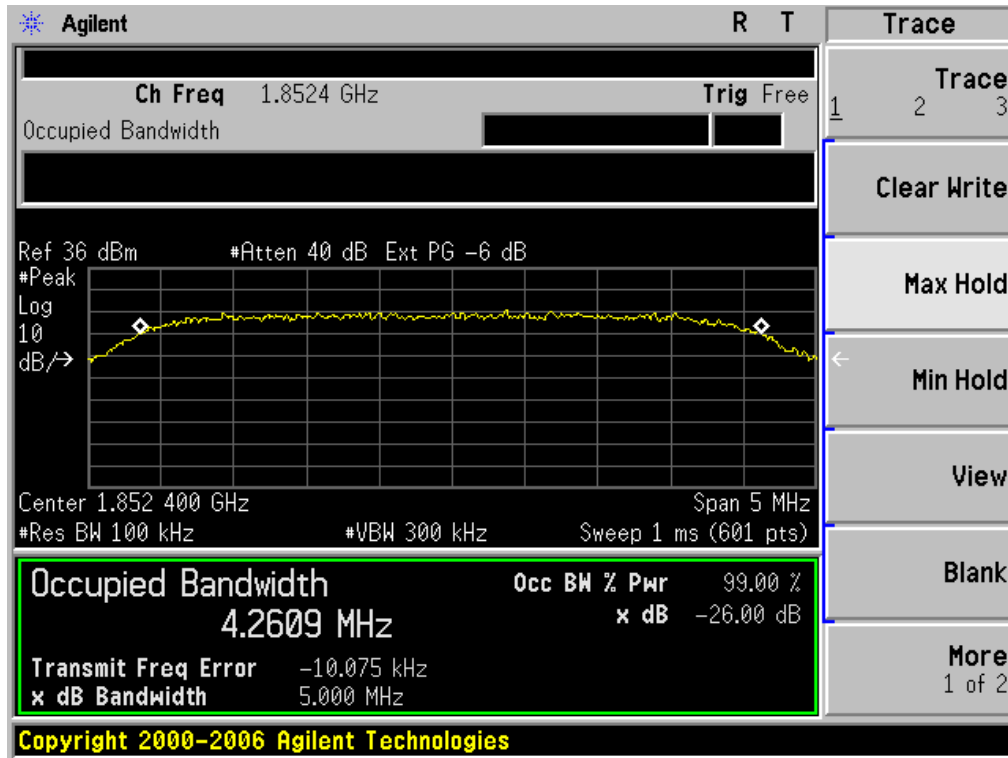 Agilent R T Trace
Ch Freq 1.8524 GHz Trig Free
Occupied Bandwidth
Trace
1 2 3
Clear Write
Max Hold
Min Hold
View
Blank
More
1 of 2
Ref 36 dBm #Atten 40 dB Ext PG -6 dB
#Peak
Log
10
dB/→
Center 1.852 400 GHz Span 5 MHz
#Res BW 100 kHz #VBW 300 kHz Sweep 1 ms (601 pts)
Occupied Bandwidth
4.2609 MHz
Occ BW % Pwr 99.00 %
x dB -26.00 dB
Transmit Freq Error -10.075 kHz
x dB Bandwidth 5.000 MHz
Copyright 2000-2006 Agilent Technologies